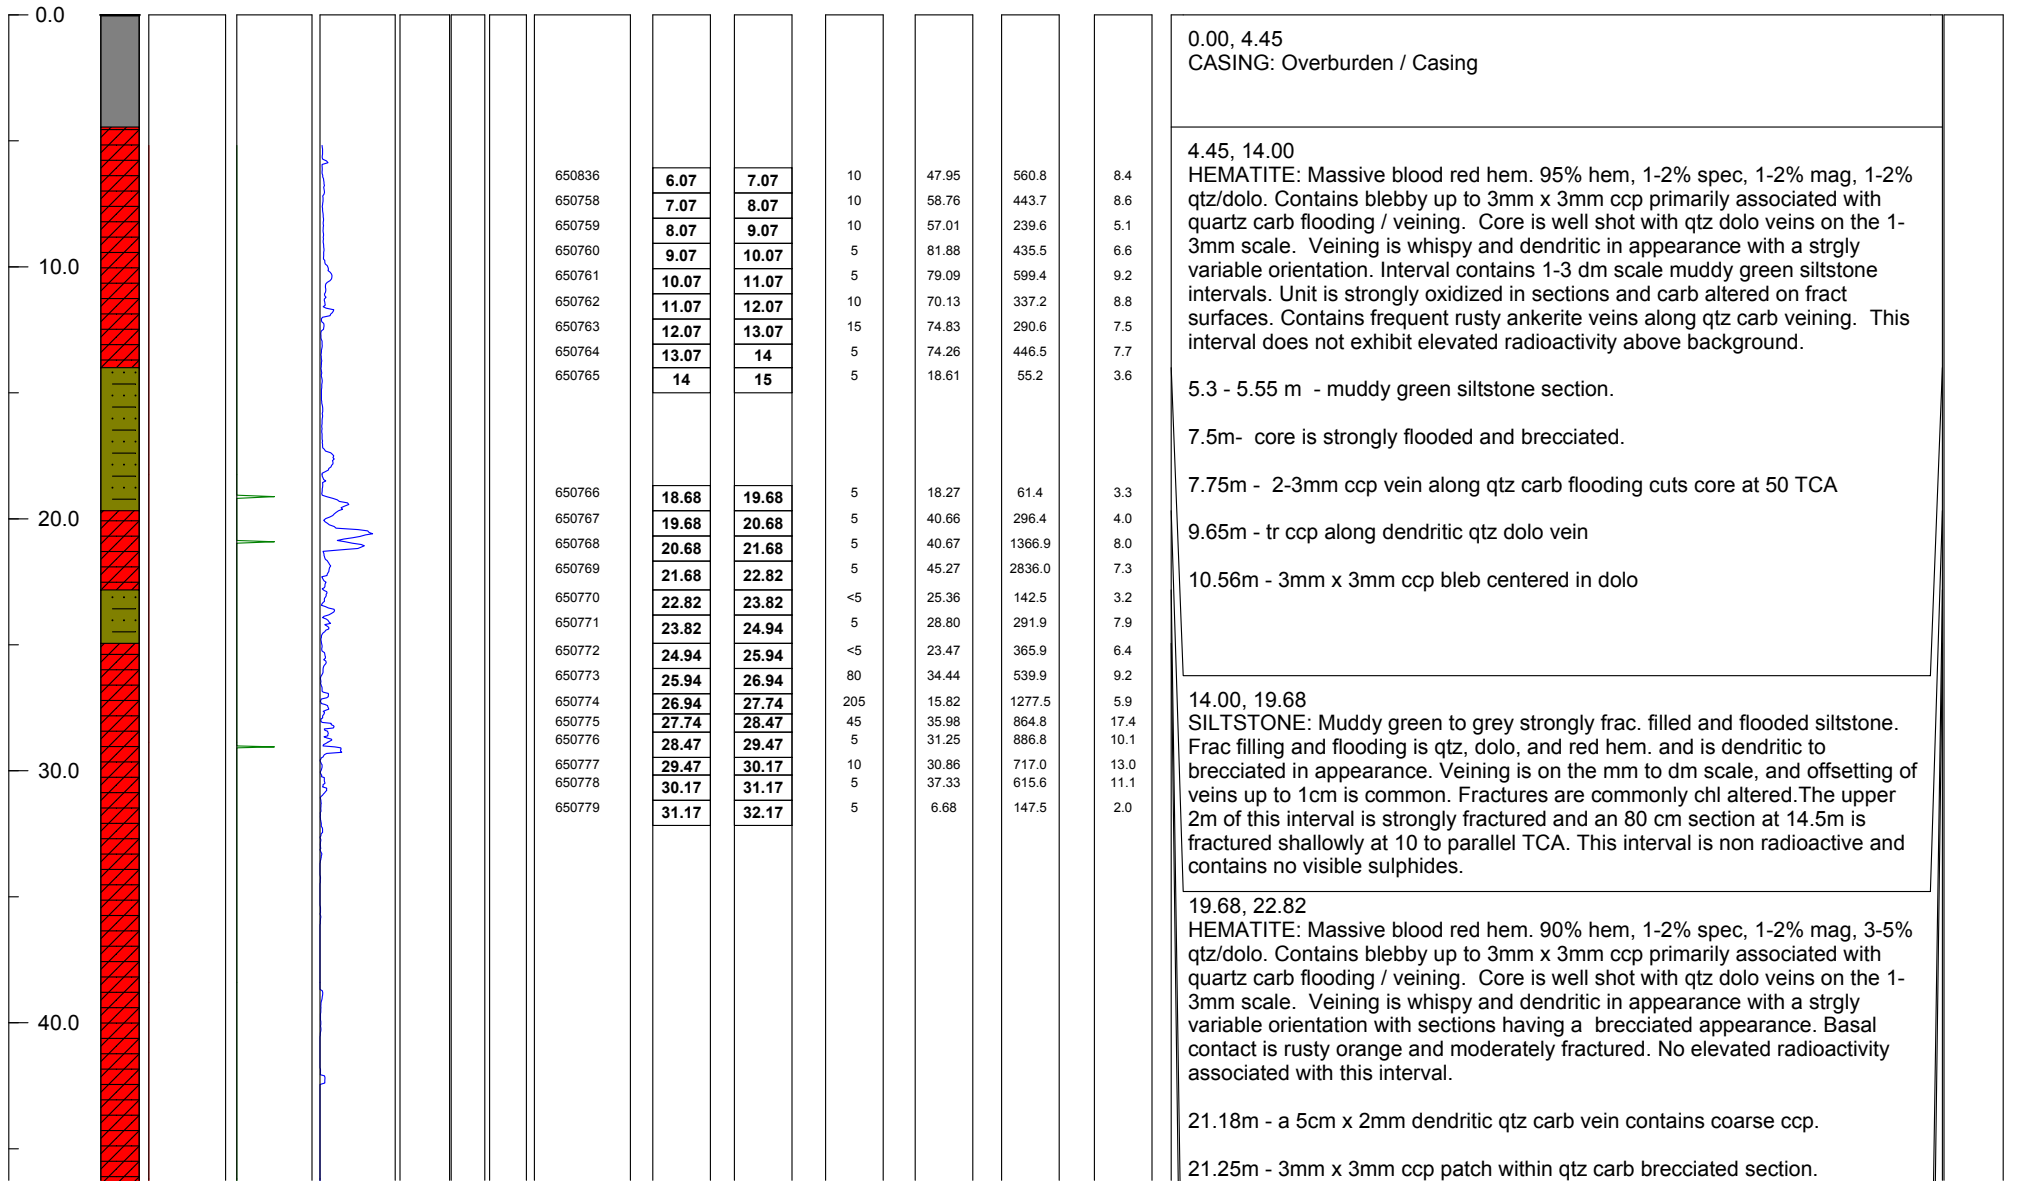 0.0
10.0
20.0
30.0
40.0
650836 6.07 7.07 10 47.95 560.8 8.4
650758 7.07 8.07 10 58.76 443.7 8.6
650759 8.07 9.07 10 57.01 239.6 5.1
650760 9.07 10.07 5 81.88 435.5 6.6
650761 10.07 11.07 5 79.09 599.4 9.2
650762 11.07 12.07 10 70.13 337.2 8.8
650763 12.07 13.07 15 74.83 290.6 7.5
650764 13.07 14 5 74.26 446.5 7.7
650765 14 15 5 18.61 55.2 3.6
650766 18.68 19.68 5 18.27 61.4 3.3
650767 19.68 20.68 5 40.66 296.4 4.0
650768 20.68 21.68 5 40.67 1366.9 8.0
650769 21.68 22.82 5 45.27 2836.0 7.3
650770 22.82 23.82 <5 25.36 142.5 3.2
650771 23.82 24.94 5 28.80 291.9 7.9
650772 24.94 25.94 <5 23.47 365.9 6.4
650773 25.94 26.94 80 34.44 539.9 9.2
650774 26.94 27.74 205 15.82 1277.5 5.9
650775 27.74 28.47 45 35.98 864.8 17.4
650776 28.47 29.47 5 31.25 886.8 10.1
650777 29.47 30.17 10 30.86 717.0 13.0
650778 30.17 31.17 5 37.33 615.6 11.1
650779 31.17 32.17 5 6.68 147.5 2.0
0.00, 4.45
CASING: Overburden / Casing
4.45, 14.00
HEMATITE: Massive blood red hem. 95% hem, 1-2% spec, 1-2% mag, 1-2%
qtz/dolo. Contains blebby up to 3mm x 3mm ccp primarily associated with
quartz carb flooding / veining.  Core is well shot with qtz dolo veins on the 1-
3mm scale.  Veining is whispy and dendritic in appearance with a strgly
variable orientation. Interval contains 1-3 dm scale muddy green siltstone
intervals. Unit is strongly oxidized in sections and carb altered on fract
surfaces. Contains frequent rusty ankerite veins along qtz carb veining.  This
interval does not exhibit elevated radioactivity above background.
5.3 - 5.55 m  - muddy green siltstone section.
7.5m-  core is strongly flooded and brecciated.
7.75m -  2-3mm ccp vein along qtz carb flooding cuts core at 50 TCA
9.65m - tr ccp along dendritic qtz dolo vein
10.56m - 3mm x 3mm ccp bleb centered in dolo
14.00, 19.68
SILTSTONE: Muddy green to grey strongly frac. filled and flooded siltstone.
Frac filling and flooding is qtz, dolo, and red hem. and is dendritic to
brecciated in appearance. Veining is on the mm to dm scale, and offsetting of
veins up to 1cm is common. Fractures are commonly chl altered.The upper
2m of this interval is strongly fractured and an 80 cm section at 14.5m is
fractured shallowly at 10 to parallel TCA. This interval is non radioactive and
contains no visible sulphides.
19.68, 22.82
HEMATITE: Massive blood red hem. 90% hem, 1-2% spec, 1-2% mag, 3-5%
qtz/dolo. Contains blebby up to 3mm x 3mm ccp primarily associated with
quartz carb flooding / veining.  Core is well shot with qtz dolo veins on the 1-
3mm scale.  Veining is whispy and dendritic in appearance with a strgly
variable orientation with sections having a  brecciated appearance. Basal
contact is rusty orange and moderately fractured. No elevated radioactivity
associated with this interval.
21.18m - a 5cm x 2mm dendritic qtz carb vein contains coarse ccp.
21.25m - 3mm x 3mm ccp patch within qtz carb brecciated section.